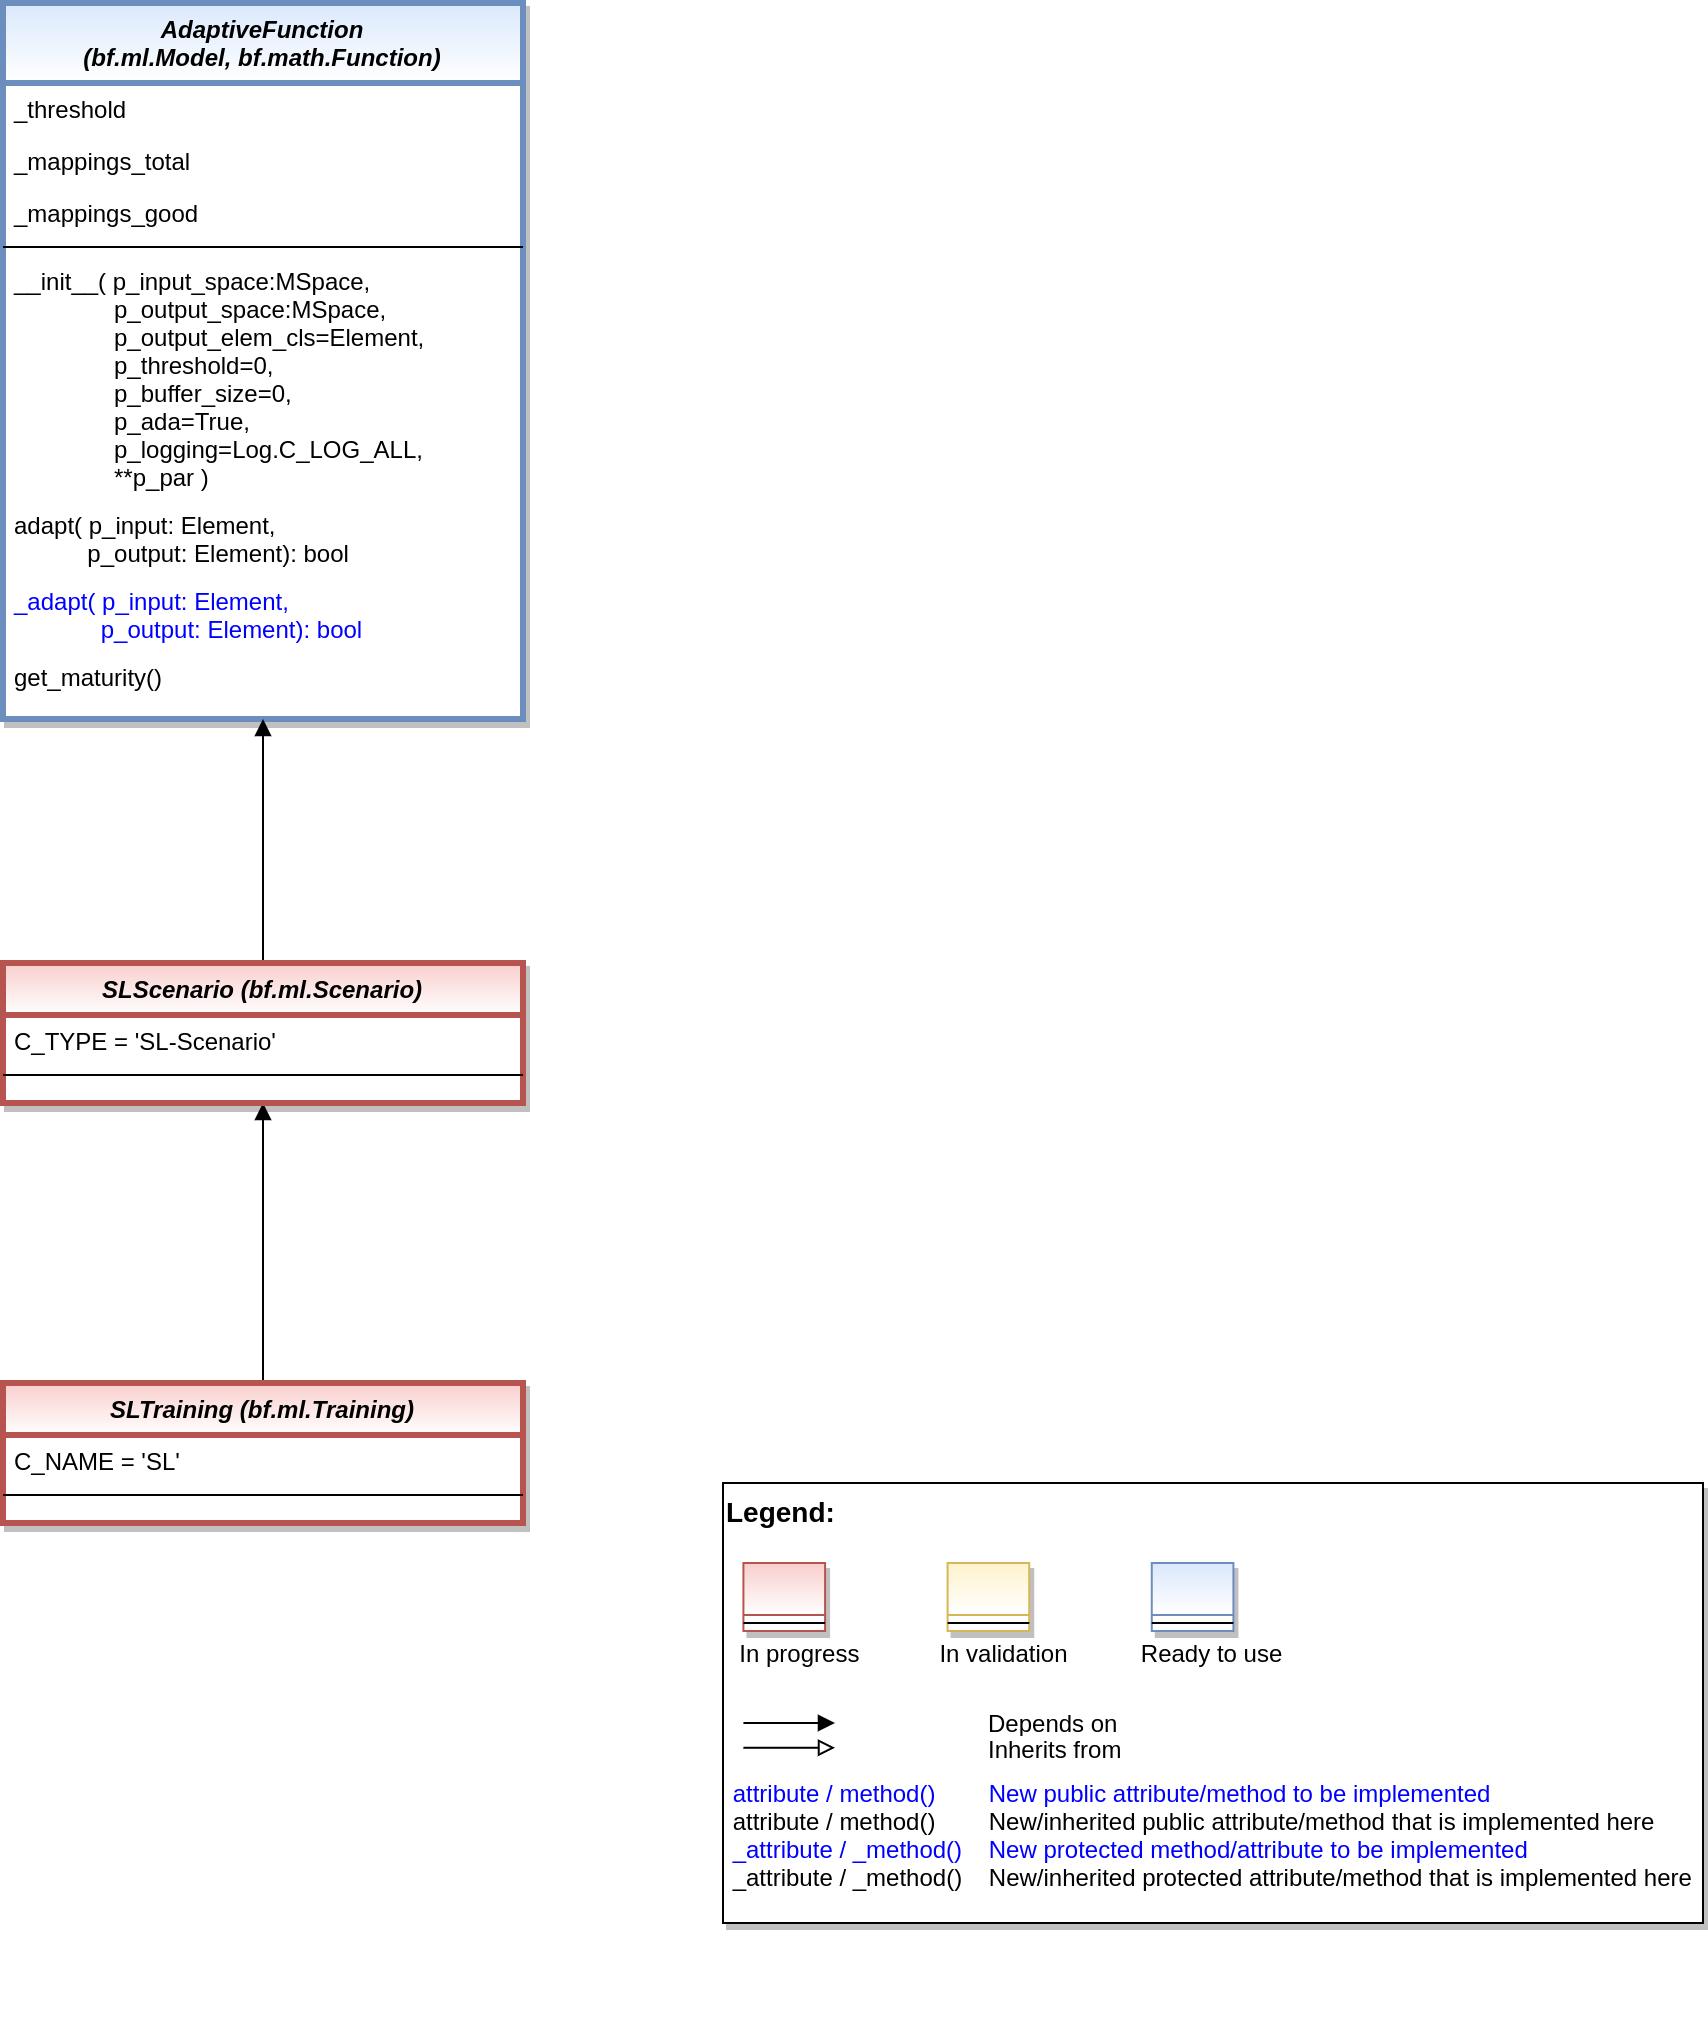 AdaptiveFunction
(bf.ml.Model, bf.math.Function)
_threshold
_mappings_total
_mappings_good
__init__( p_input_space:MSpace,
p_output_space:MSpace,
p_output_elem_cls=Element,
p_threshold=0,
p_buffer_size=0,
p_ada=True,
p_logging=Log.C_LOG_ALL,
**p_par )
adapt( p_input: Element,
p_output: Element): bool
_adapt( p_input: Element,
p_output: Element): bool
get_maturity()
SLScenario (bf.ml.Scenario)
C_TYPE = 'SL-Scenario'
SLTraining (bf.ml.Training)
C_NAME = 'SL'
Legend:
In progress In validation Ready to use
Depends on
Inherits from
attribute / method() New public attribute/method to be implemented
attribute / method() New/inherited public attribute/method that is implemented here
_attribute / _method() New protected method/attribute to be implemented
_attribute / _method() New/inherited protected attribute/method that is implemented here